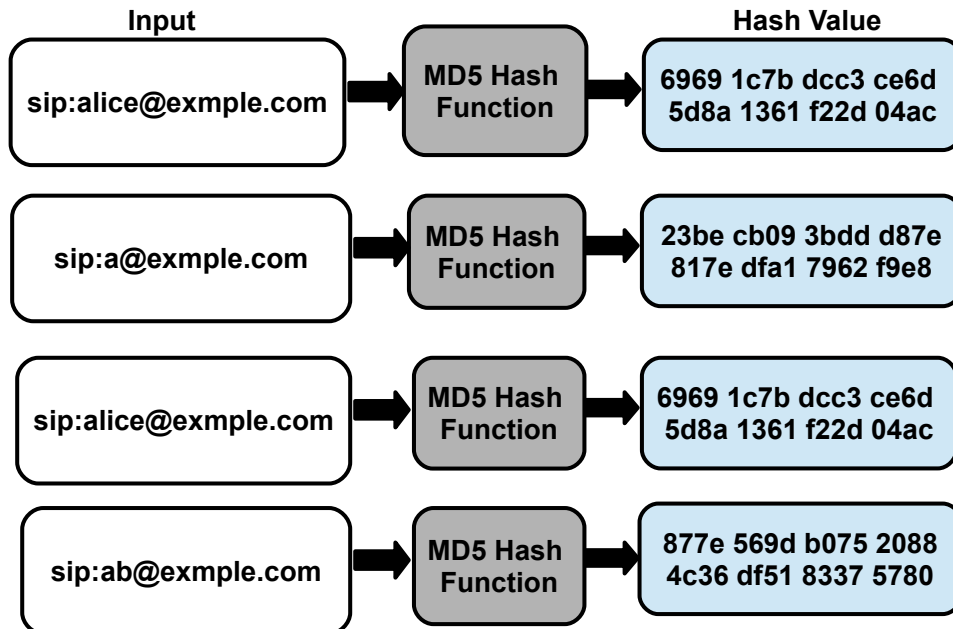 Input
Hash Value
sip:alice@exmple.com
MD5 Hash
Function
6969 1c7b dcc3 ce6d
5d8a 1361 f22d 04ac
sip:a@exmple.com
MD5 Hash
Function
23be cb09 3bdd d87e
817e dfa1 7962 f9e8
sip:alice@exmple.com
MD5 Hash
Function
6969 1c7b dcc3 ce6d
5d8a 1361 f22d 04ac
sip:ab@exmple.com
MD5 Hash
Function
877e 569d b075 2088
4c36 df51 8337 5780